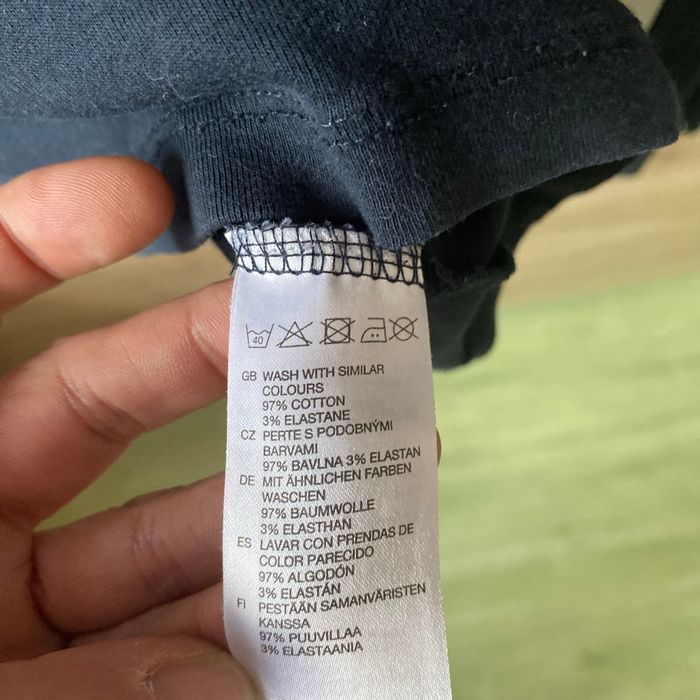 40
GB WASH WITH SIMILAR
COLOURS
97% COTTON
3% ELASTANE
CZ PERTE S PODOBNÝMI
BARVAMI
97% BAVLNA 3% ELASTAN
DE MIT ÄHNLICHEN FARBEN
WASCHEN
97% BAUMWOLLE
3% ELASTHAN
ES LAVAR CON PRENDAS DE
COLOR PARECIDO
97% ALGODÓN
3% ELASTÁN
FI PESTÄÄN SAMANVÄRISTEN
KANSSA
97% PUUVILLAA
3% ELASTAANIA